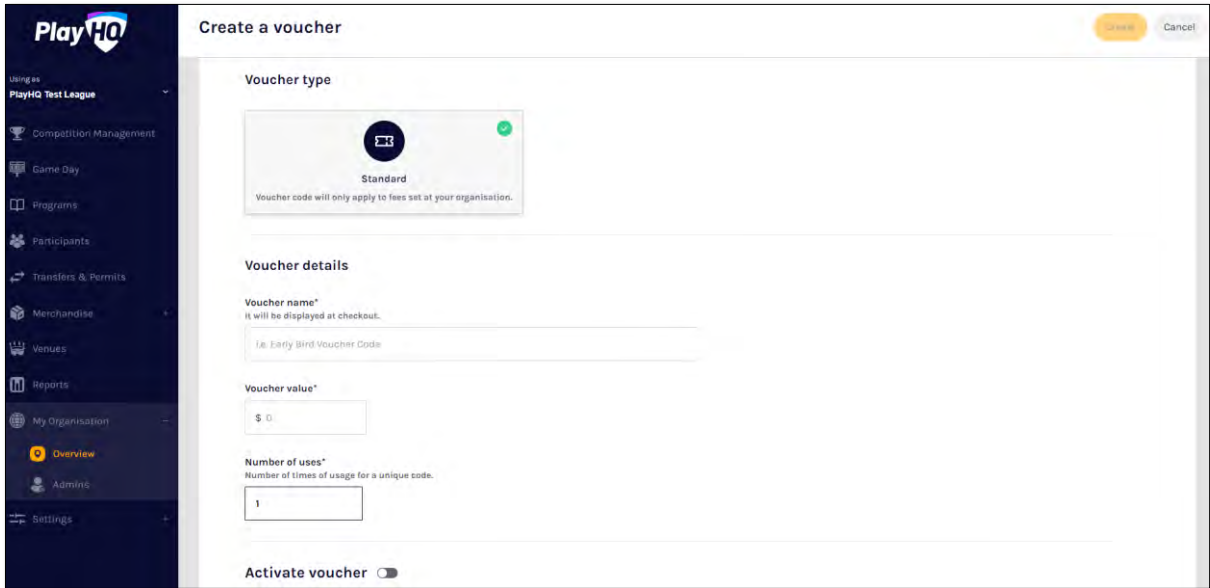 PlayHQ
Create a voucher
Create
Cancel
Using as
PlayHQ Test League
Competition Management
Game Day
Programs
Participants
Transfers & Permits
Merchandise +
Venues
Reports
My Organisation –
Overview
Admins
Settings +
Voucher type
Standard
Voucher code will only apply to fees set at your organisation.
Voucher details
Voucher name*
It will be displayed at checkout.
i.e. Early Bird Voucher Code
Voucher value*
$ 0
Number of uses*
Number of times of usage for a unique code.
1
Activate voucher